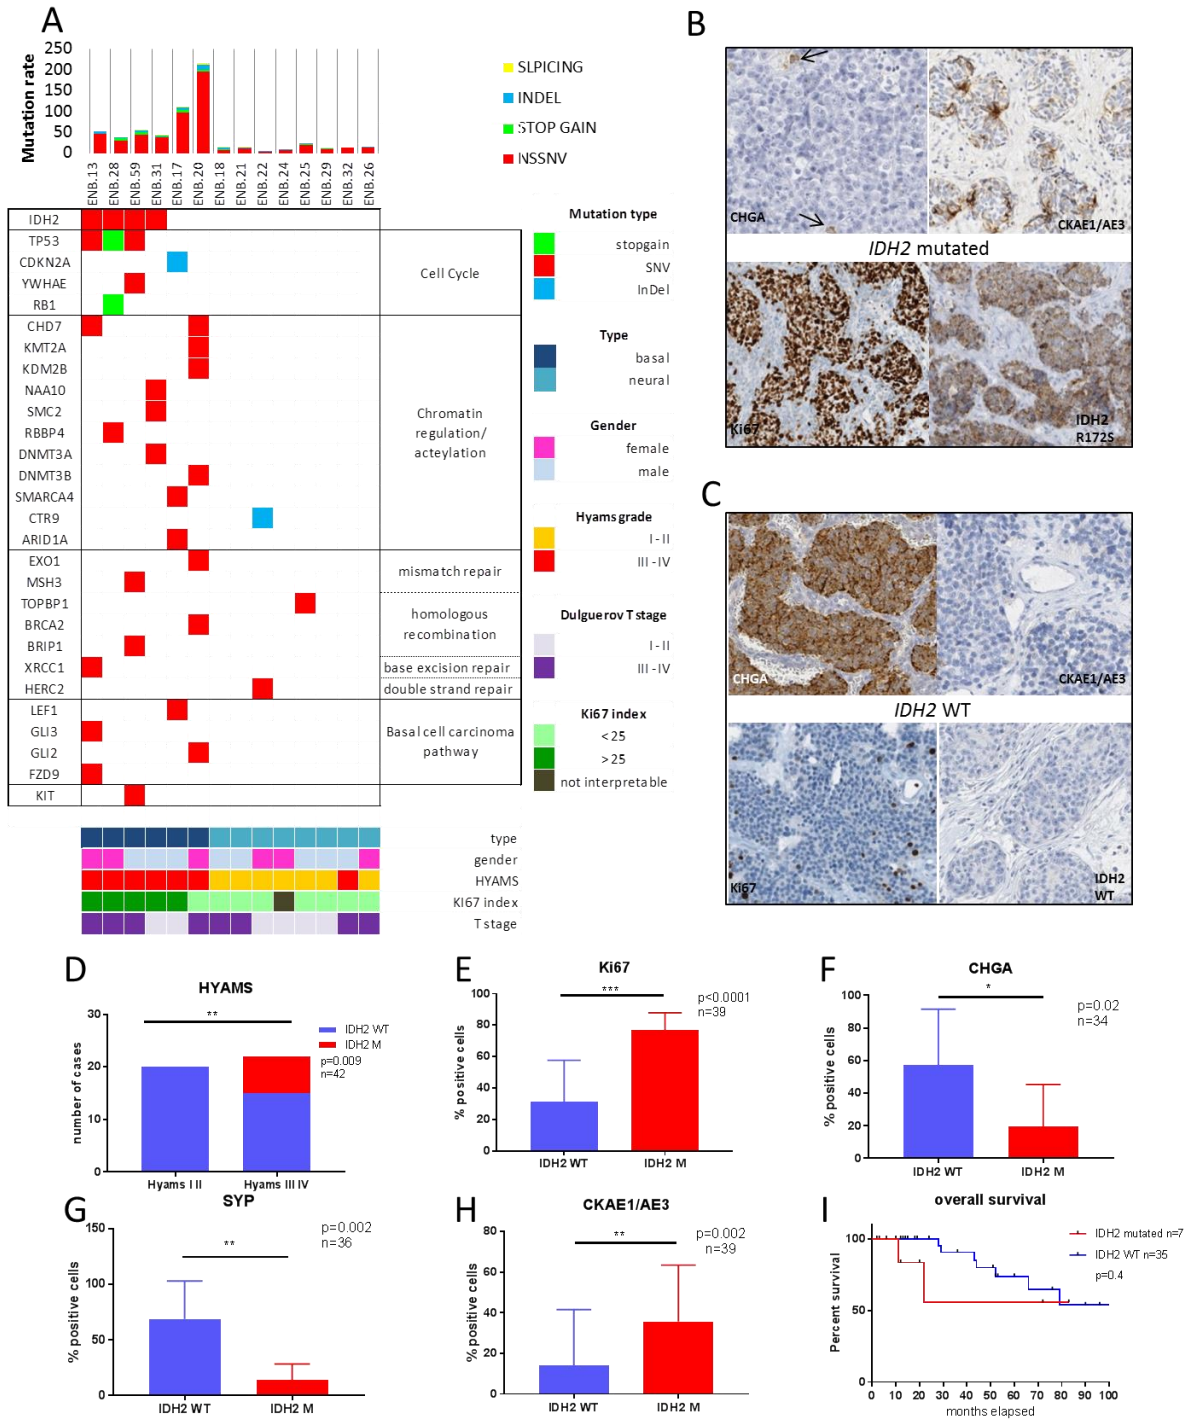 A
Mutation rate
250
200
150
100
50
0
SLPICING
INDEL
STOP GAIN
NSSNV
ENB.13
ENB.28
ENB.59
ENB.31
ENB.17
ENB.20
ENB.18
ENB.21
ENB.22
ENB.24
ENB.25
ENB.29
ENB.32
ENB.26
IDH2
TP53
CDKN2A
YWHAE
RB1
CHD7
KMT2A
KDM2B
NAA10
SMC2
RBBP4
DNMT3A
DNMT3B
SMARCA4
CTR9
ARID1A
EXO1
MSH3
TOPBP1
BRCA2
BRIP1
XRCC1
HERC2
LEF1
GLI3
GLI2
FZD9
KIT
Cell Cycle
Chromatin
regulation/
acteylation
mismatch repair
homologous
recombination
base excision repair
double strand repair
Basal cell carcinoma
pathway
Mutation type
stopgain
SNV
InDel
Type
basal
neural
Gender
female
male
Hyams grade
I - II
III - IV
Dulguerov T stage
I - II
III - IV
Ki67 index
< 25
> 25
not interpretable
type
gender
HYAMS
KI67 index
T stage
B
CHGA
CKAE1/AE3
IDH2 mutated
Ki67
IDH2
R172S
C
CHGA
CKAE1/AE3
IDH2 WT
Ki67
IDH2
WT
D
HYAMS
**
number of cases
30
20
10
0
Hyams I II
Hyams III IV
IDH2 WT
IDH2 M
p=0.009
n=42
E
Ki67
***
p<0.0001
n=39
% positive cells
100
80
60
40
20
0
IDH2 WT
IDH2 M
F
CHGA
*
p=0.02
n=34
% positive cells
100
80
60
40
20
0
IDH2 WT
IDH2 M
G
SYP
**
p=0.002
n=36
% positive cells
150
100
50
0
IDH2 WT
IDH2 M
H
CKAE1/AE3
**
p=0.002
n=39
% positive cells
80
60
40
20
0
IDH2 WT
IDH2 M
I
overall survival
IDH2 mutated n=7
IDH2 WT n=35
p=0.4
Percent survival
100
50
0
0 10 20 30 40 50 60 70 80 90 100
months elapsed